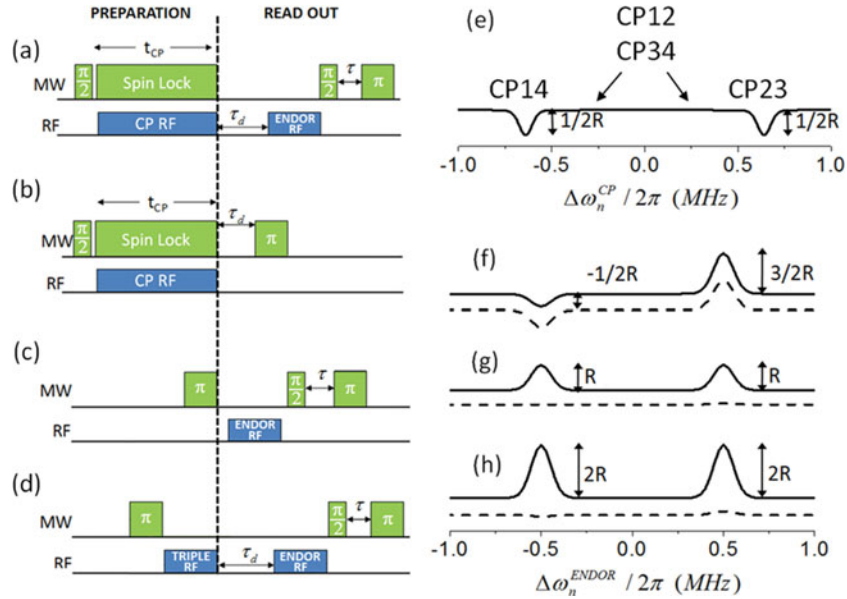 PREPARATION READ OUT
(a)
t_CP
MW π/2 Spin Lock π/2 τ π
RF CP RF τ_d ENDOR RF
(b)
t_CP
MW π/2 Spin Lock τ_d π
RF CP RF
(c)
MW π π/2 τ π
RF ENDOR RF
(d)
MW π π/2 τ π
RF TRIPLE RF τ_d ENDOR RF
(e) CP12
CP34
CP14 CP23
1/2R 1/2R
-1.0 -0.5 0.0 0.5 1.0
Δω_n^CP / 2π (MHz)
(f) -1/2R 3/2R
(g) R R
(h) 2R 2R
-1.0 -0.5 0.0 0.5 1.0
Δω_n^ENDOR / 2π (MHz)